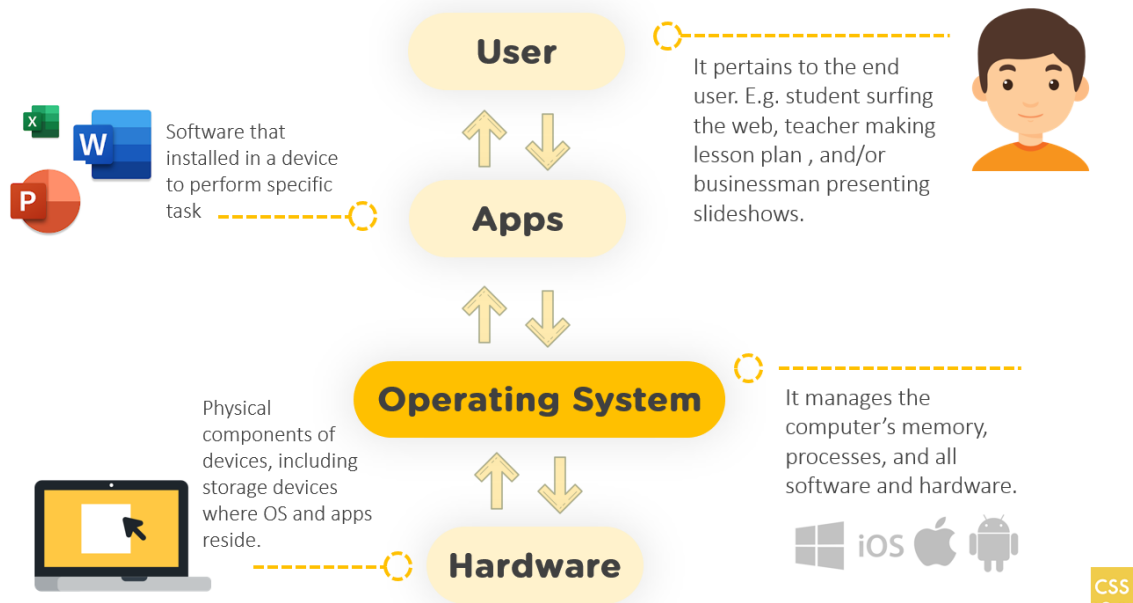 User
It pertains to the end
user. E.g. student surfing
the web, teacher making
lesson plan , and/or
businessman presenting
slideshows.
X
W
P
Software that
installed in a device
to perform specific
task
Apps
Operating System
It manages the
computer’s memory,
processes, and all
software and hardware.
iOS
Physical
components of
devices, including
storage devices
where OS and apps
reside.
Hardware
CSS